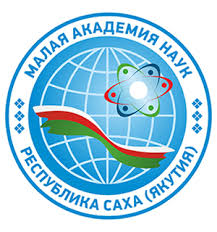 МАЛАЯ АКАДЕМИЯ НАУК
РЕСПУБЛИКА САХА (ЯКУТИЯ)